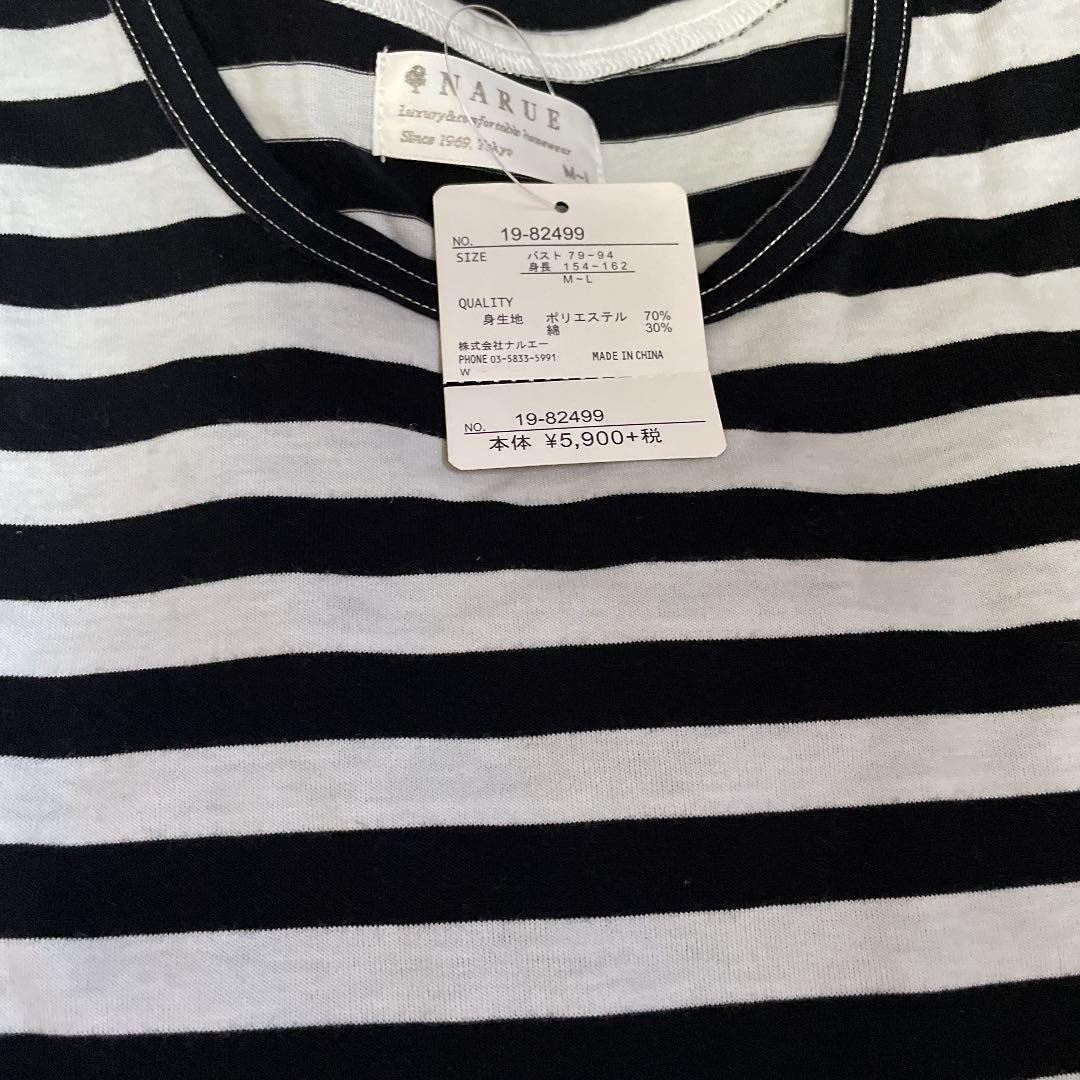 NARUE
Luxury&comfortable homewear
Since 1969, Tokyo
M~L
NO. 19-82499
SIZE バスト 79~94
身長 154~162
M~L
QUALITY
身生地 ポリエステル 70%
綿 30%
株式会社ナルエー
PHONE 03-5833-5991 MADE IN CHINA
W
NO. 19-82499
本体 ¥5,900+税